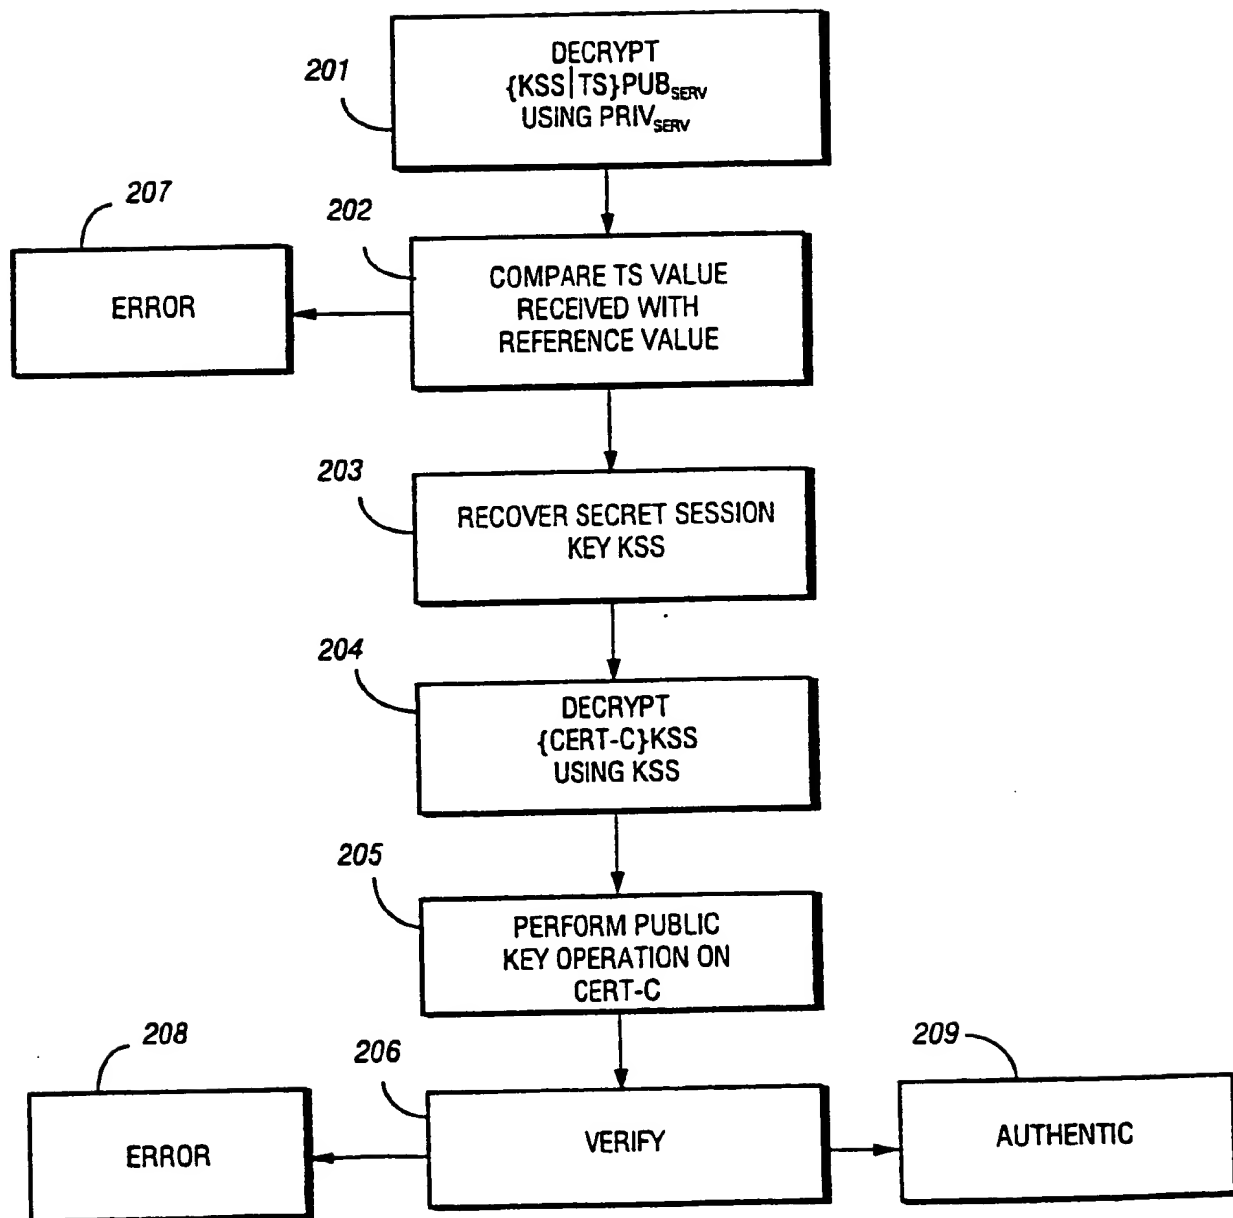 201
DECRYPT
{KSS|TS}PUB_SERV
USING PRIV_SERV
207
ERROR
202
COMPARE TS VALUE
RECEIVED WITH
REFERENCE VALUE
203
RECOVER SECRET SESSION
KEY KSS
204
DECRYPT
{CERT-C}KSS
USING KSS
205
PERFORM PUBLIC
KEY OPERATION ON
CERT-C
208
ERROR
206
VERIFY
209
AUTHENTIC